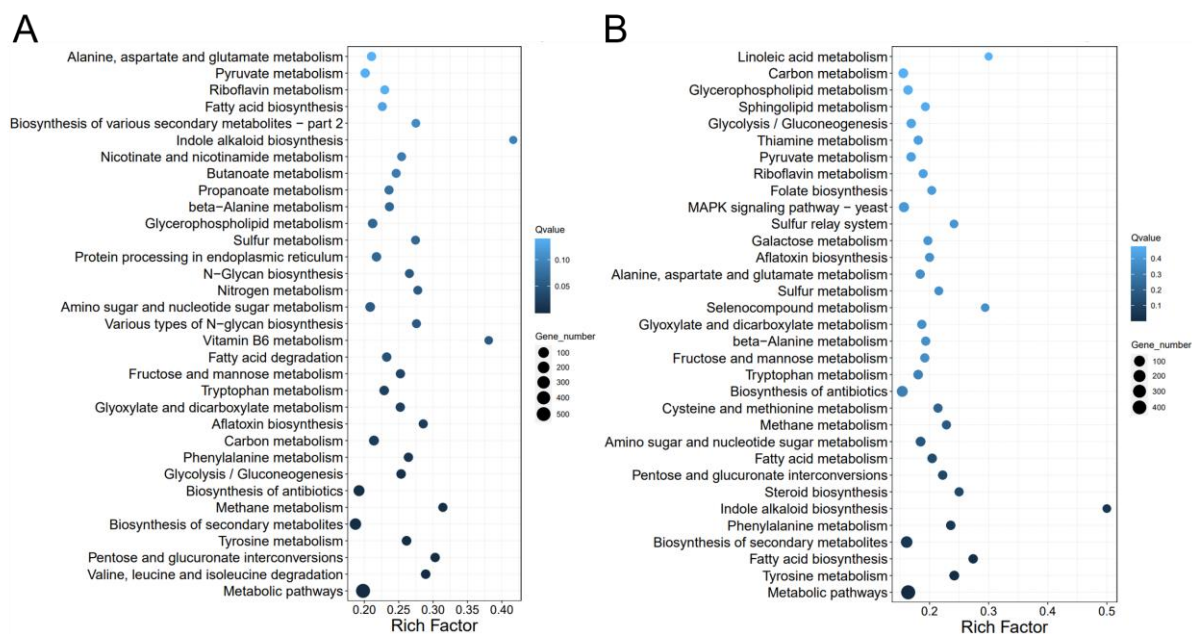 A
Alanine, aspartate and glutamate metabolism
Pyruvate metabolism
Riboflavin metabolism
Fatty acid biosynthesis
Biosynthesis of various secondary metabolites − part 2
Indole alkaloid biosynthesis
Nicotinate and nicotinamide metabolism
Butanoate metabolism
Propanoate metabolism
beta−Alanine metabolism
Glycerophospholipid metabolism
Sulfur metabolism
Protein processing in endoplasmic reticulum
N−Glycan biosynthesis
Nitrogen metabolism
Amino sugar and nucleotide sugar metabolism
Various types of N−glycan biosynthesis
Vitamin B6 metabolism
Fatty acid degradation
Fructose and mannose metabolism
Tryptophan metabolism
Glyoxylate and dicarboxylate metabolism
Aflatoxin biosynthesis
Carbon metabolism
Phenylalanine metabolism
Glycolysis / Gluconeogenesis
Biosynthesis of antibiotics
Methane metabolism
Biosynthesis of secondary metabolites
Tyrosine metabolism
Pentose and glucuronate interconversions
Valine, leucine and isoleucine degradation
Metabolic pathways
0.20 0.25 0.30 0.35 0.40
Rich Factor
Qvalue
0.10
0.05
Gene_number
100
200
300
400
500
B
Linoleic acid metabolism
Carbon metabolism
Glycerophospholipid metabolism
Sphingolipid metabolism
Glycolysis / Gluconeogenesis
Thiamine metabolism
Pyruvate metabolism
Riboflavin metabolism
Folate biosynthesis
MAPK signaling pathway − yeast
Sulfur relay system
Galactose metabolism
Aflatoxin biosynthesis
Alanine, aspartate and glutamate metabolism
Sulfur metabolism
Selenocompound metabolism
Glyoxylate and dicarboxylate metabolism
beta−Alanine metabolism
Fructose and mannose metabolism
Tryptophan metabolism
Biosynthesis of antibiotics
Cysteine and methionine metabolism
Methane metabolism
Amino sugar and nucleotide sugar metabolism
Fatty acid metabolism
Pentose and glucuronate interconversions
Steroid biosynthesis
Indole alkaloid biosynthesis
Phenylalanine metabolism
Biosynthesis of secondary metabolites
Fatty acid biosynthesis
Tyrosine metabolism
Metabolic pathways
0.2 0.3 0.4 0.5
Rich Factor
Qvalue
0.4
0.3
0.2
0.1
Gene_number
100
200
300
400